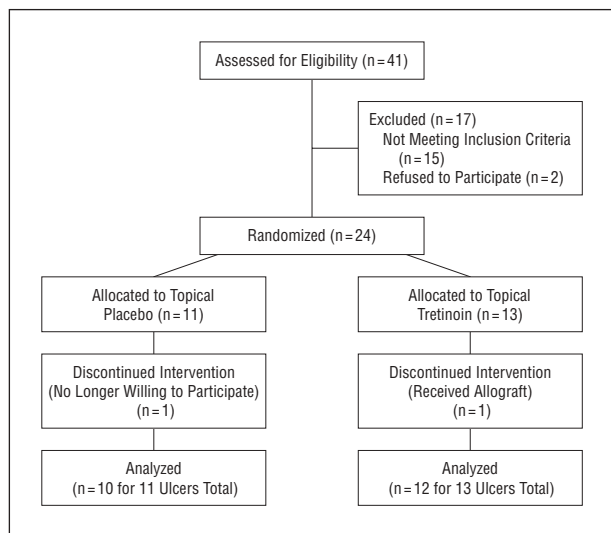 Assessed for Eligibility (n=41)
Excluded (n=17)
Not Meeting Inclusion Criteria
(n=15)
Refused to Participate (n=2)
Randomized (n=24)
Allocated to Topical
Placebo (n=11)
Allocated to Topical
Tretinoin (n=13)
Discontinued Intervention
(No Longer Willing to Participate)
(n=1)
Discontinued Intervention
(Received Allograft)
(n=1)
Analyzed
(n=10 for 11 Ulcers Total)
Analyzed
(n=12 for 13 Ulcers Total)